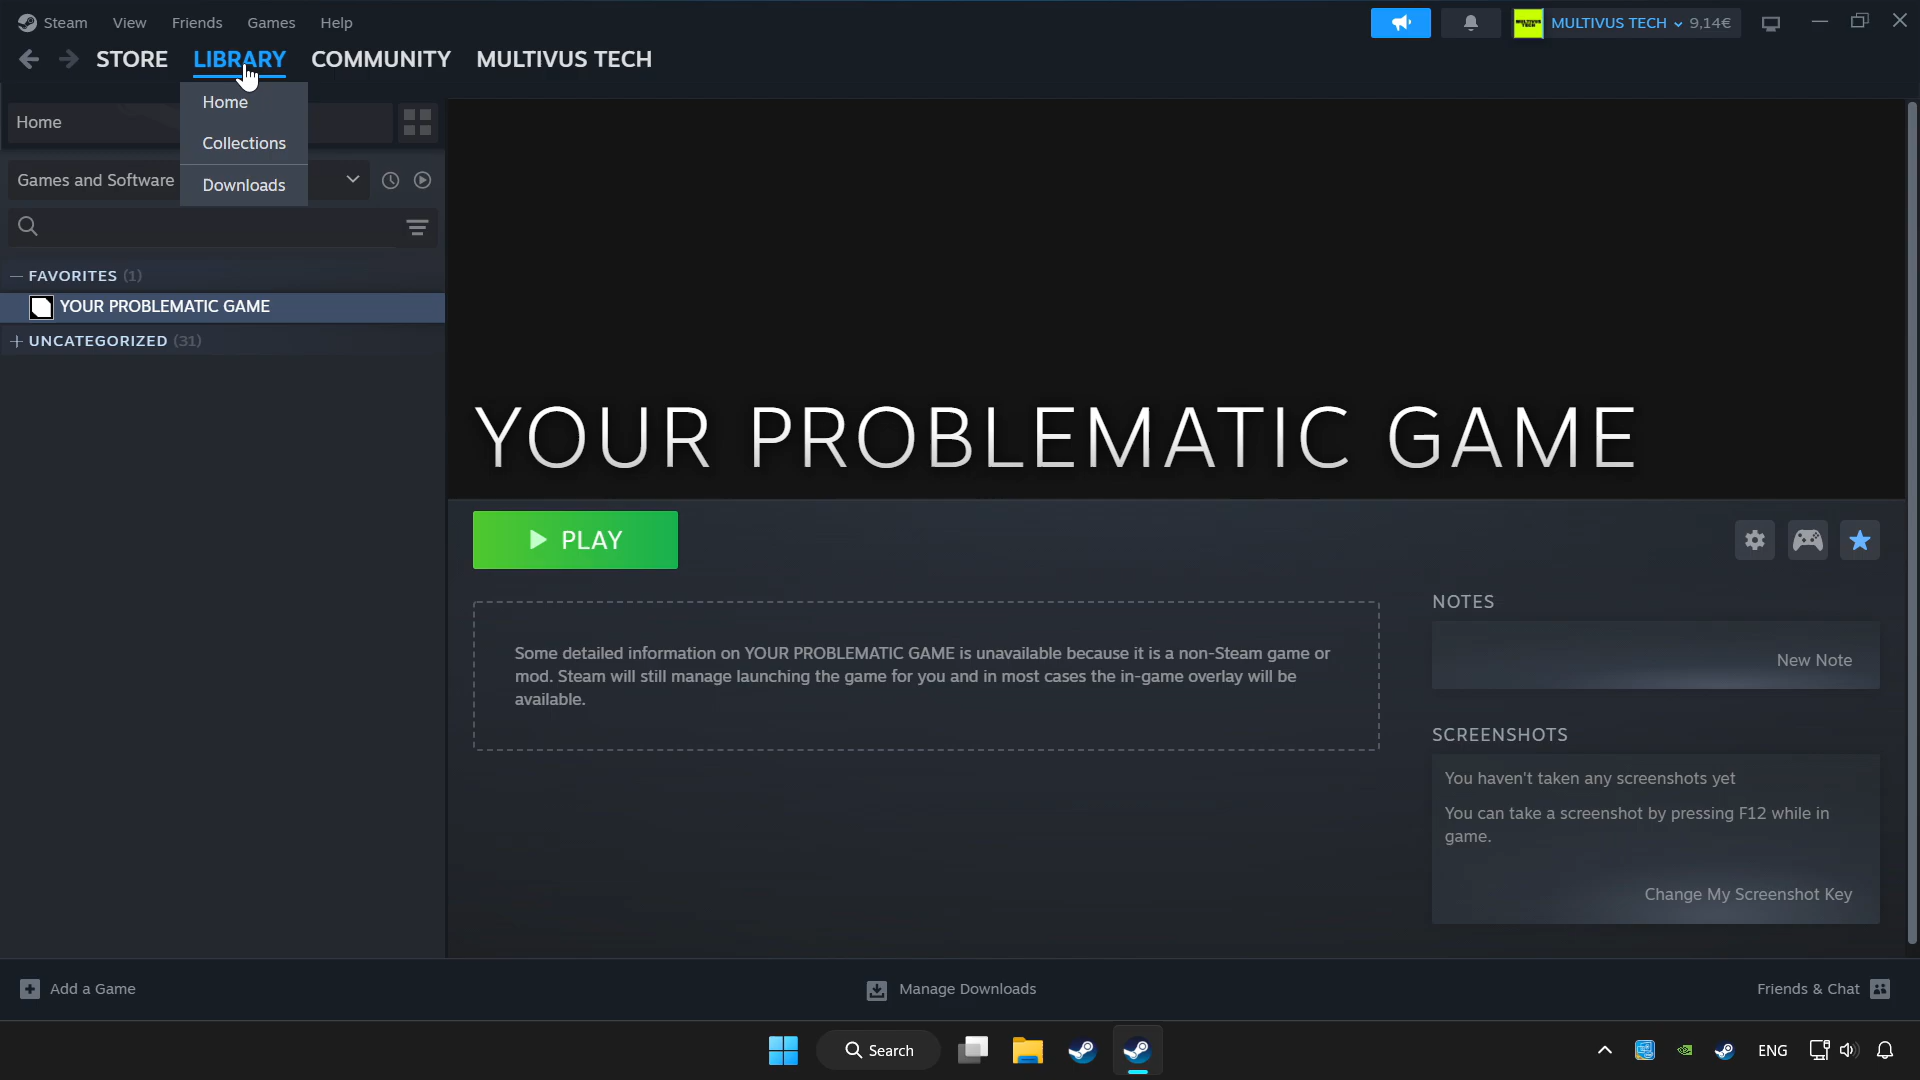 Steam View Friends Games Help
MULTIVUS TECH 9,14€
STORE LIBRARY COMMUNITY MULTIVUS TECH
Home
Collections
Downloads
Home
Games and Software
FAVORITES (1)
YOUR PROBLEMATIC GAME
UNCATEGORIZED (31)
YOUR PROBLEMATIC GAME
PLAY
Some detailed information on YOUR PROBLEMATIC GAME is unavailable because it is a non-Steam game or
mod. Steam will still manage launching the game for you and in most cases the in-game overlay will be
available.
NOTES
New Note
SCREENSHOTS
You haven't taken any screenshots yet
You can take a screenshot by pressing F12 while in
game.
Change My Screenshot Key
Add a Game
Manage Downloads
Friends & Chat
Search
ENG